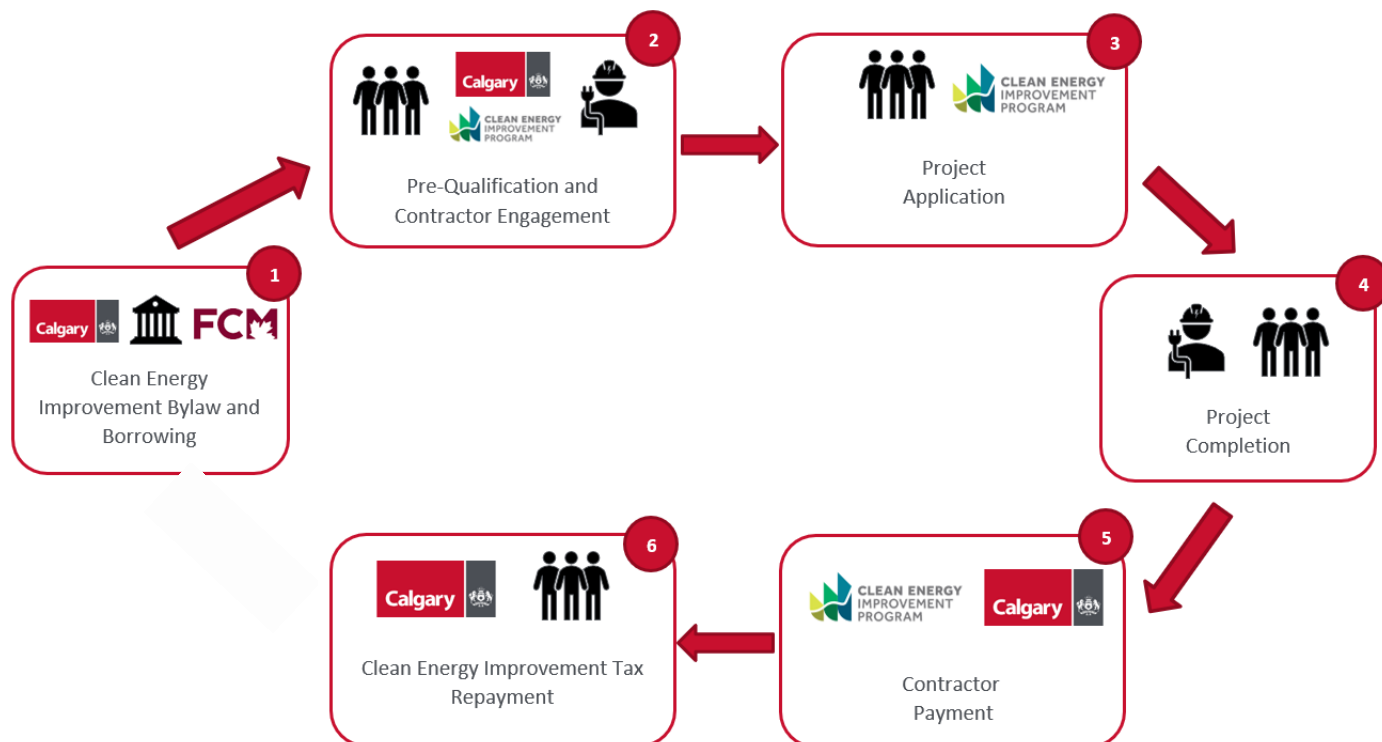 1
Calgary
FCM
Clean Energy
Improvement Bylaw and
Borrowing
2
Calgary
CLEAN ENERGY
IMPROVEMENT
PROGRAM
Pre-Qualification and
Contractor Engagement
3
CLEAN ENERGY
IMPROVEMENT
PROGRAM
Project
Application
4
Project
Completion
5
CLEAN ENERGY
IMPROVEMENT
PROGRAM
Calgary
Contractor
Payment
6
Calgary
Clean Energy Improvement Tax
Repayment